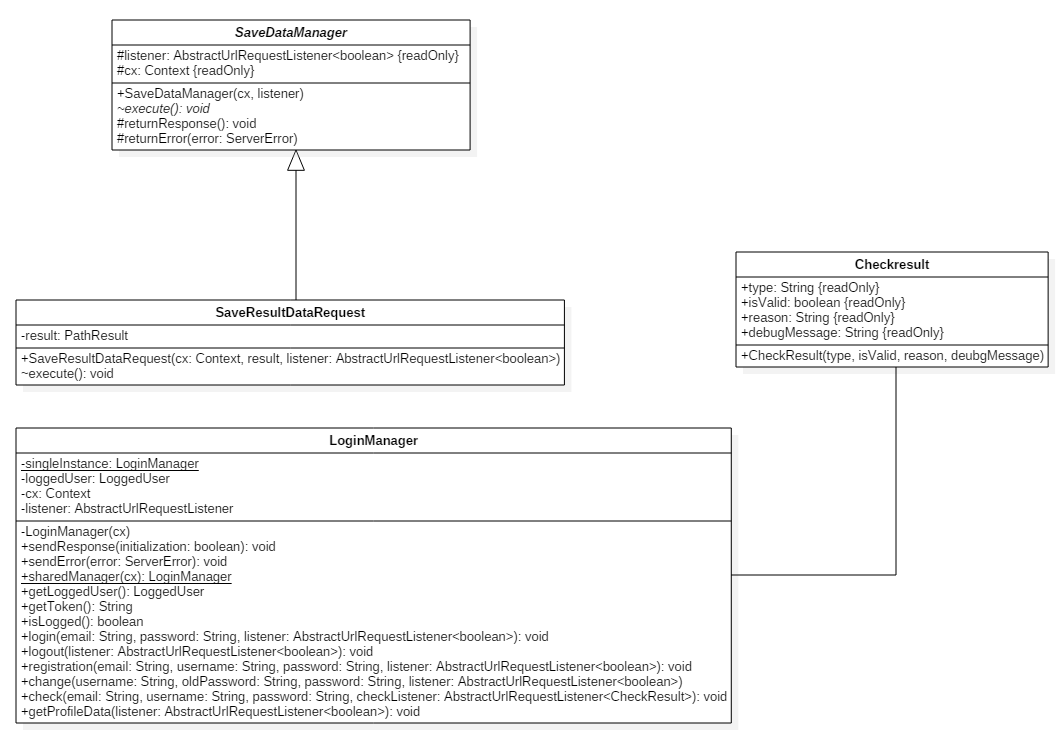 SaveDataManager
#listener: AbstractUrlRequestListener<boolean> {readOnly}
#cx: Context {readOnly}
+SaveDataManager(cx, listener)
~execute(): void
#returnResponse(): void
#returnError(error: ServerError)
Checkresult
+type: String {readOnly}
+isValid: boolean {readOnly}
+reason: String {readOnly}
+debugMessage: String {readOnly}
+CheckResult(type, isValid, reason, deubgMessage)
SaveResultDataRequest
-result: PathResult
+SaveResultDataRequest(cx: Context, result, listener: AbstractUrlRequestListener<boolean>)
~execute(): void
LoginManager
-singleInstance: LoginManager
-loggedUser: LoggedUser
-cx: Context
-listener: AbstractUrlRequestListener
-LoginManager(cx)
+sendResponse(initialization: boolean): void
+sendError(error: ServerError): void
+sharedManager(cx): LoginManager
+getLoggedUser(): LoggedUser
+getToken(): String
+isLogged(): boolean
+login(email: String, password: String, listener: AbstractUrlRequestListener<boolean>): void
+logout(listener: AbstractUrlRequestListener<boolean>): void
+registration(email: String, username: String, password: String, listener: AbstractUrlRequestListener<boolean>): void
+change(username: String, oldPassword: String, password: String, listener: AbstractUrlRequestListener<boolean>)
+check(email: String, username: String, password: String, checkListener: AbstractUrlRequestListener<CheckResult>): void
+getProfileData(listener: AbstractUrlRequestListener<boolean>): void